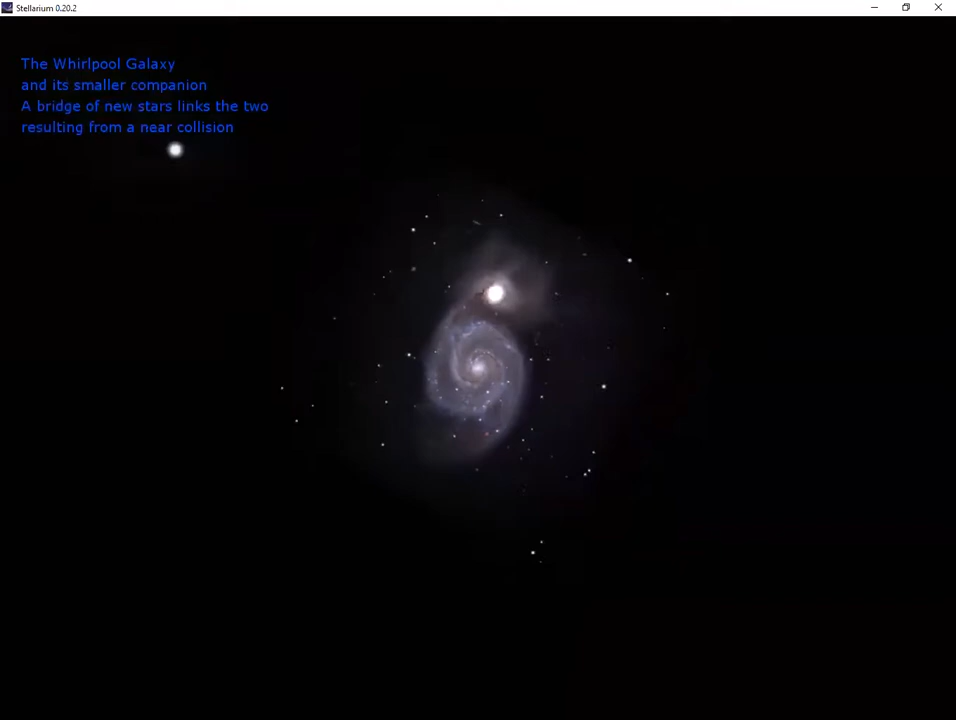 Stellarium 0.20.2
The Whirlpool Galaxy
and its smaller companion
A bridge of new stars links the two
resulting from a near collision